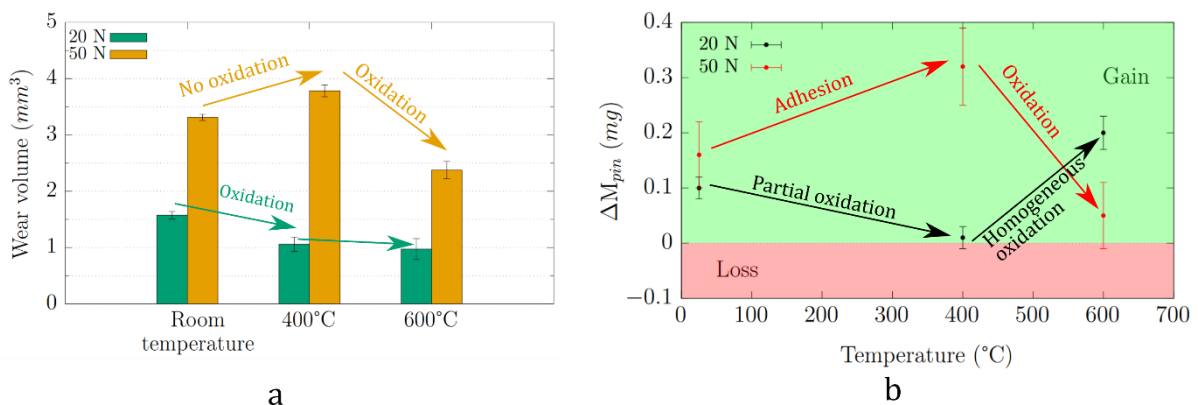 5
4
3
2
1
0
Wear volume (mm³)
20 N
50 N
No oxidation
Oxidation
Oxidation
Room
temperature
400°C
600°C
a
0.4
0.3
0.2
0.1
0
−0.1
ΔM_pin (mg)
20 N
50 N
Gain
Adhesion
Oxidation
Partial oxidation
Homogeneous
oxidation
Loss
0 100 200 300 400 500 600 700
Temperature (°C)
b